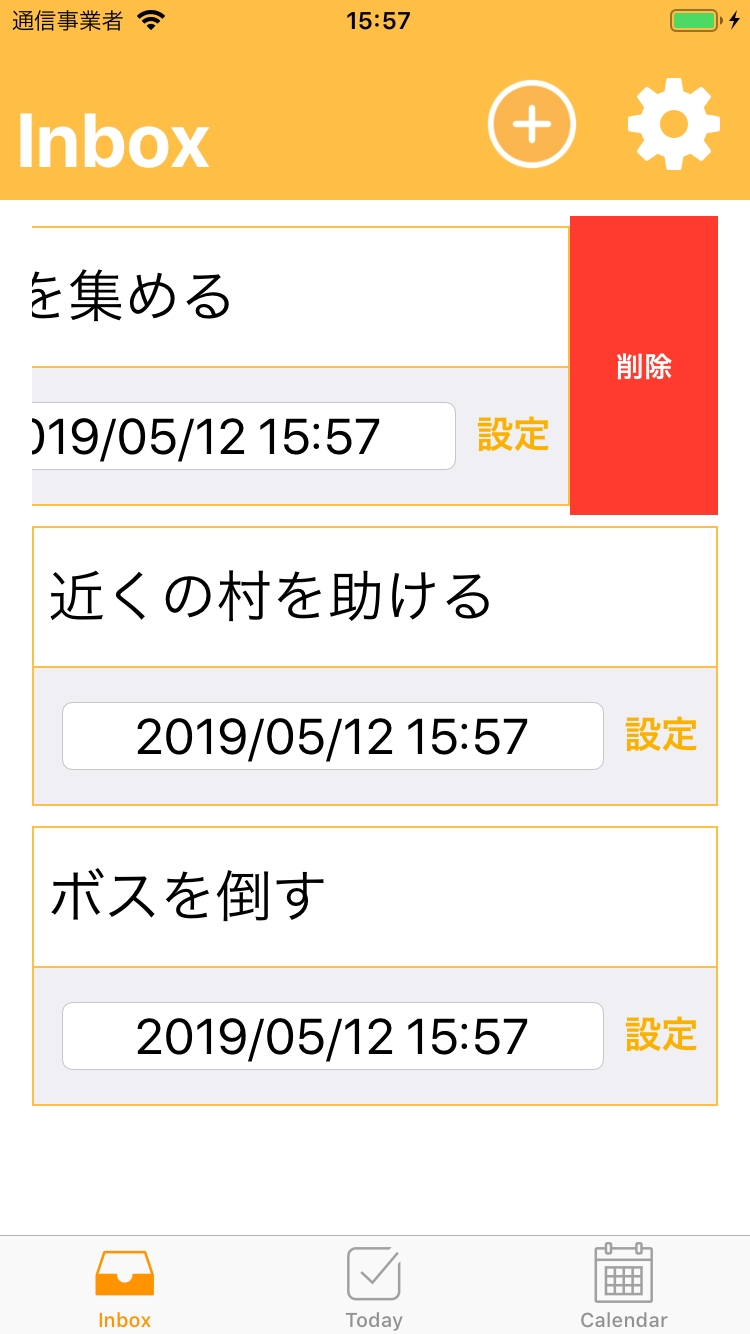 通信事業者 15:57
Inbox
を集める
019/05/12 15:57 設定
削除
近くの村を助ける
2019/05/12 15:57 設定
ボスを倒す
2019/05/12 15:57 設定
Inbox Today Calendar